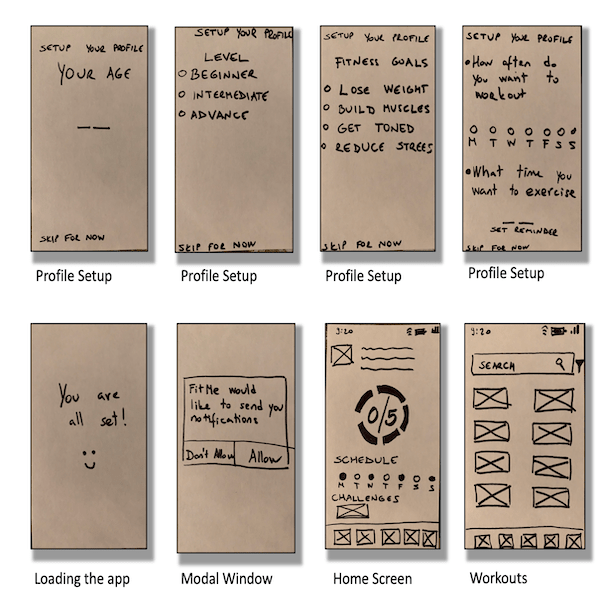 SETUP YOUR PROFILE
YOUR AGE
SKIP FOR NOW
Profile Setup
SETUP YOUR PROFILE
LEVEL
BEGINNER
INTERMEDIATE
ADVANCE
SKIP FOR NOW
Profile Setup
SETUP YOUR PROFILE
FITNESS GOALS
LOSE WEIGHT
BUILD MUSCLES
GET TONED
REDUCE STREES
SKIP FOR NOW
Profile Setup
SETUP YOUR PROFILE
How often do
you want to
workout
M T W T F S S
What time you
want to exercise
SET REMINDER
SKIP FOR NOW
Profile Setup
You are
all set!
Loading the app
FitMe would
like to send you
notifications
Don't Allow Allow
Modal Window
9:20
0/5
SCHEDULE
M T W T F S S
CHALLENGES
Home Screen
9:20
SEARCH
Workouts